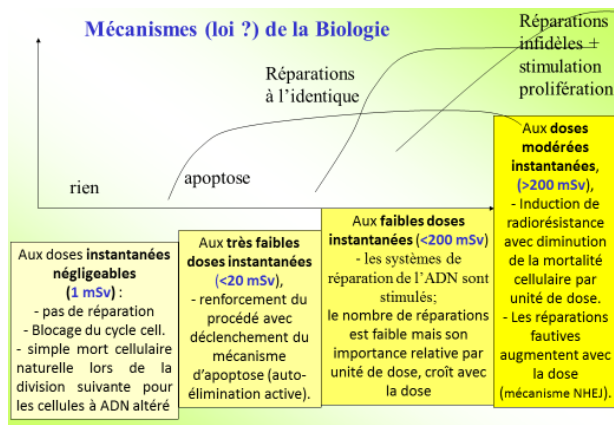 Mécanismes (loi ?) de la Biologie
Réparations
infidèles +
stimulation
prolifération
Réparations
à l’identique
apoptose
rien
Aux doses instantanées
négligeables
(1 mSv) :
- pas de réparation
- Blocage du cycle cell.
- simple mort cellulaire
naturelle lors de la
division suivante pour
les cellules à ADN altéré
Aux très faibles
doses instantanées
(<20 mSv),
- renforcement du
procédé avec
déclenchement du
mécanisme
d’apoptose (auto-
élimination active).
Aux faibles doses
instantanées (<200 mSv)
- les systèmes de
réparation de l’ADN sont
stimulés;
le nombre de réparations
est faible mais son
importance relative par
unité de dose, croît avec
la dose
Aux doses
modérées
instantanées,
(>200 mSv),
- Induction de
radiorésistance
avec diminution
de la mortalité
cellulaire par
unité de dose.
- Les réparations
fautives
augmentent avec
la dose
(mécanisme NHEJ).